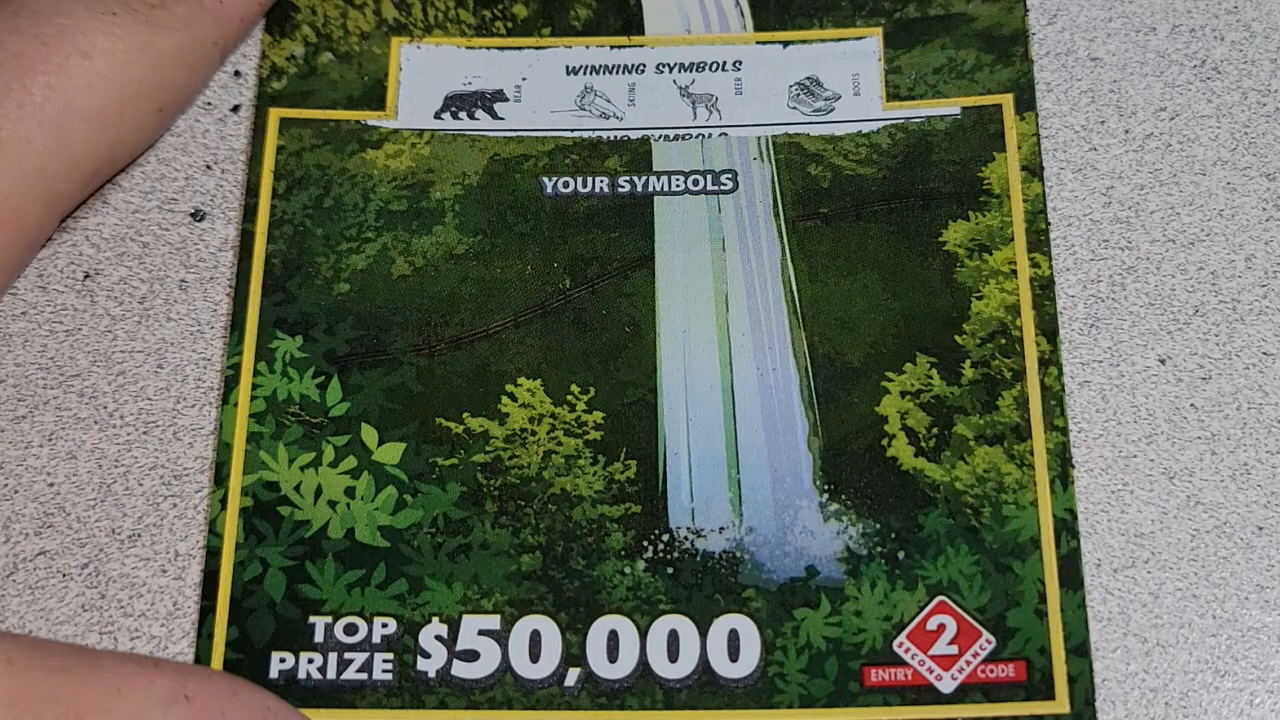 WINNING SYMBOLS
BEAR
SKIING
DEER
BOOTS
YOUR SYMBOLS
TOP PRIZE
$50,000
2
SECOND CHANCE
ENTRY CODE